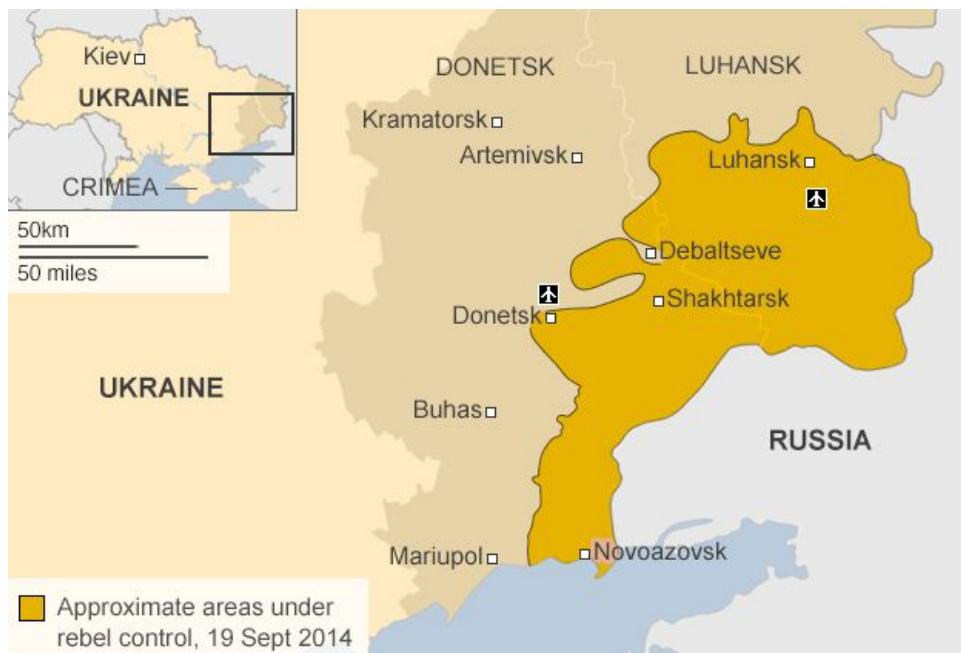 Kiev
UKRAINE
CRIMEA
50km
50 miles
DONETSK
LUHANSK
Kramatorsk
Artemivsk
Luhansk
Debaltseve
Shakhtarsk
Donetsk
UKRAINE
Buhas
RUSSIA
Mariupol
Novoazovsk
Approximate areas under
rebel control, 19 Sept 2014